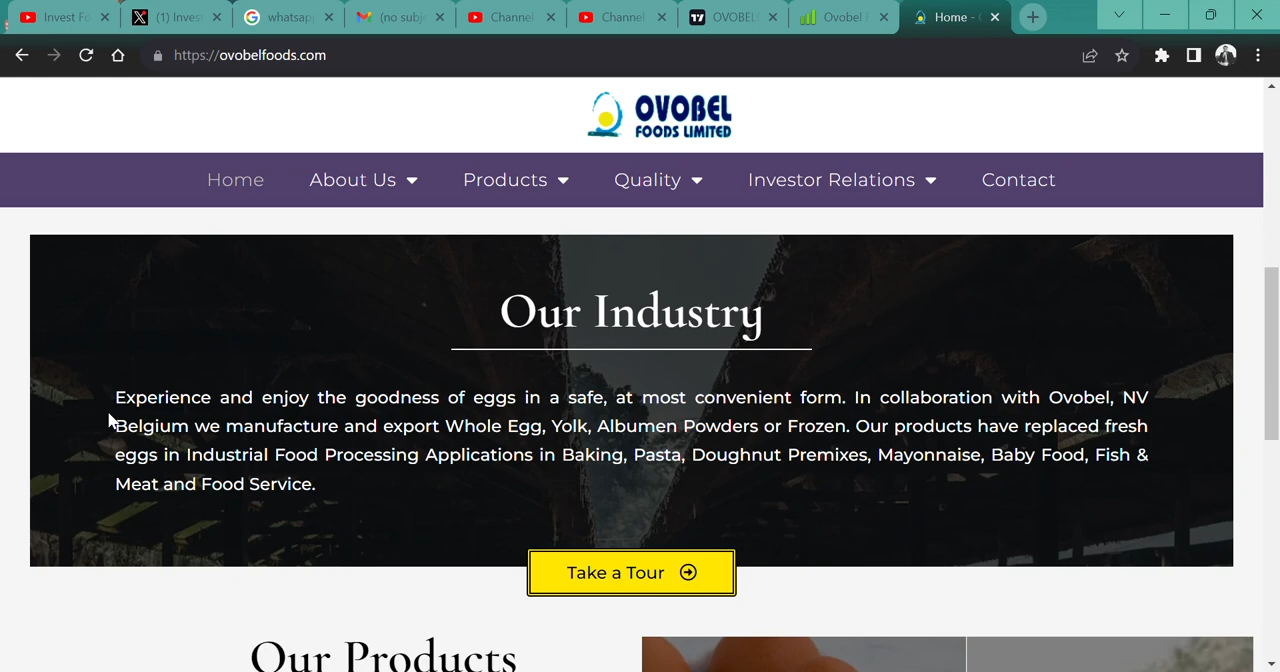 Invest Fo
(1) Invest
whatsapp
(no subje
Channel
Channel
OVOBEL
Ovobel
Home -
https://ovobelfoods.com
OVOBEL
FOODS LIMITED
Home About Us Products Quality Investor Relations Contact
Our Industry
Experience and enjoy the goodness of eggs in a safe, at most convenient form. In collaboration with Ovobel, NV
Belgium we manufacture and export Whole Egg, Yolk, Albumen Powders or Frozen. Our products have replaced fresh
eggs in Industrial Food Processing Applications in Baking, Pasta, Doughnut Premixes, Mayonnaise, Baby Food, Fish &
Meat and Food Service.
Take a Tour
Our Products